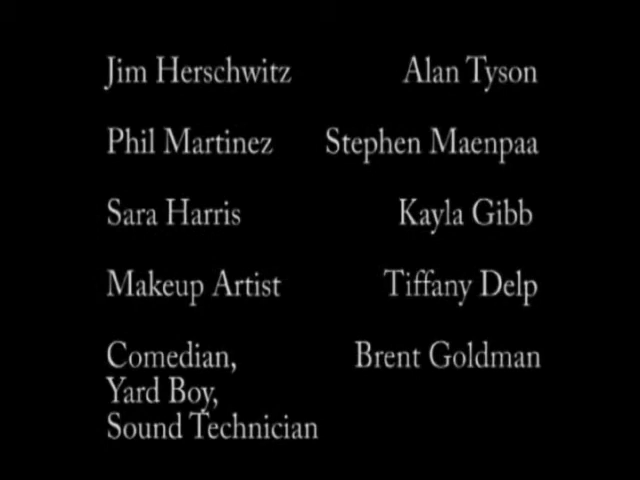 Jim Herschwitz Alan Tyson
Phil Martinez Stephen Maenpaa
Sara Harris Kayla Gibb
Makeup Artist Tiffany Delp
Comedian, Brent Goldman
Yard Boy,
Sound Technician